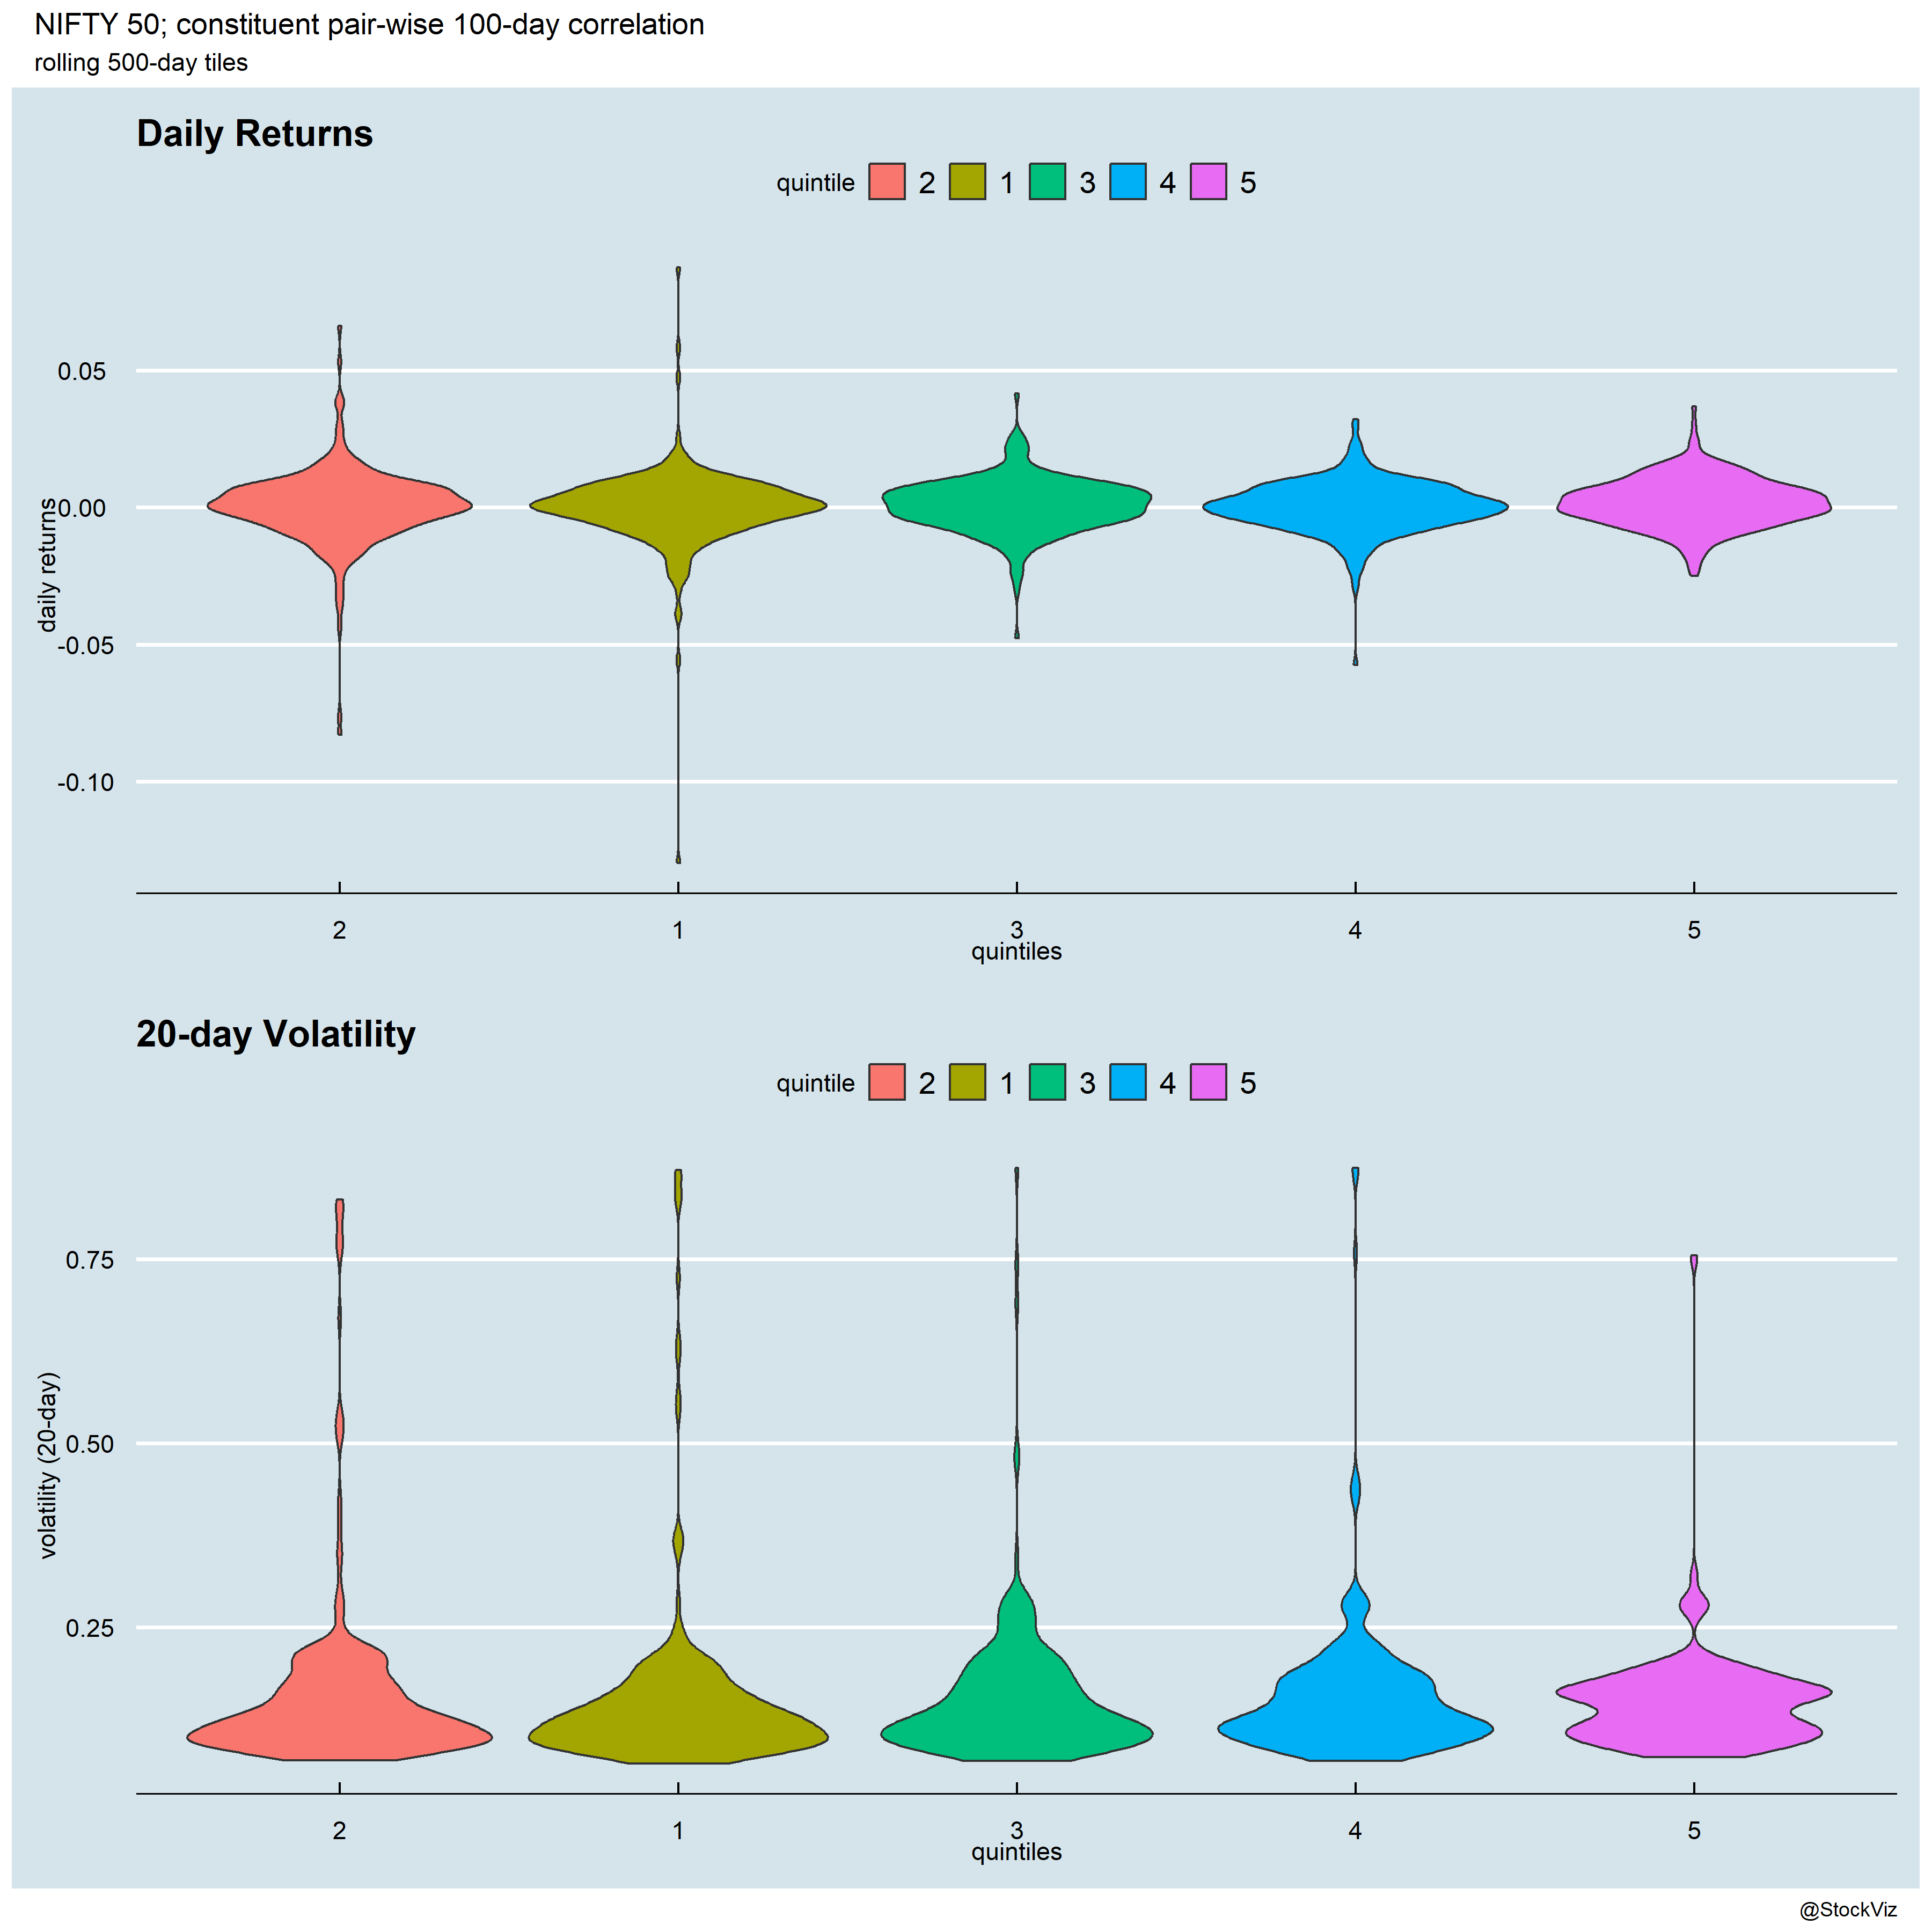 NIFTY 50; constituent pair-wise 100-day correlation
rolling 500-day tiles
Daily Returns
quintile 2 1 3 4 5
daily returns
0.05
0.00
-0.05
-0.10
2 1 3 4 5
quintiles
20-day Volatility
quintile 2 1 3 4 5
volatility (20-day)
0.75
0.50
0.25
2 1 3 4 5
quintiles
@StockViz